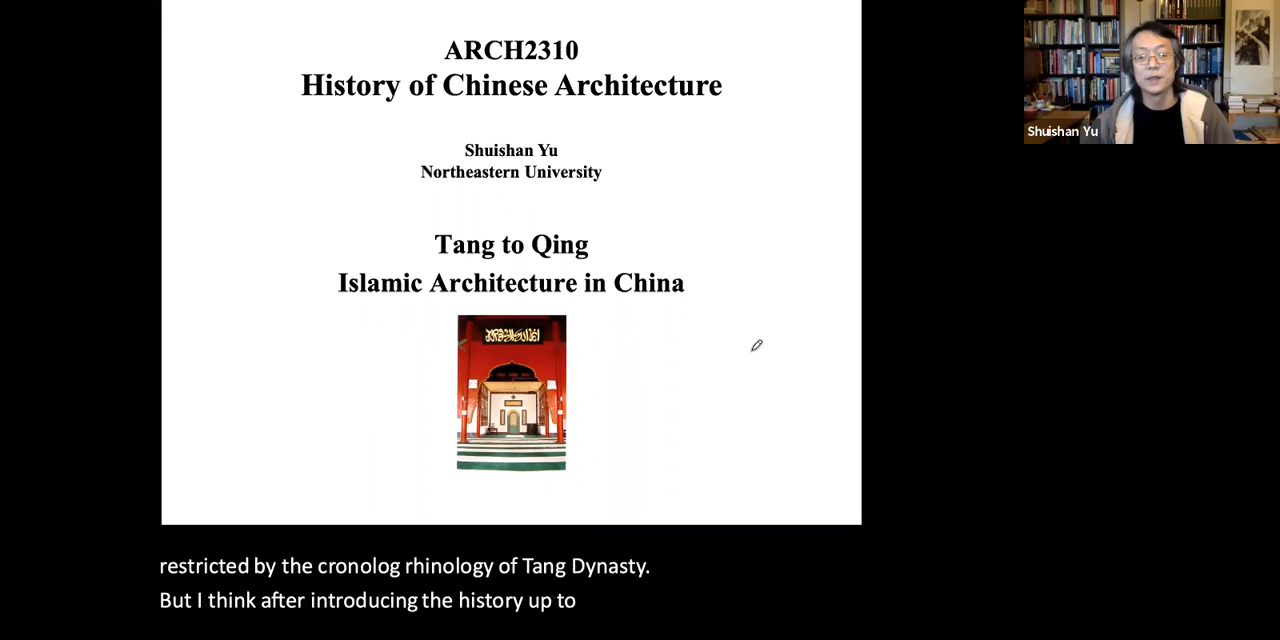 ARCH2310
History of Chinese Architecture
Shuishan Yu
Northeastern University
Tang to Qing
Islamic Architecture in China
Shuishan Yu
restricted by the cronolog rhinology of Tang Dynasty.
But I think after introducing the history up to